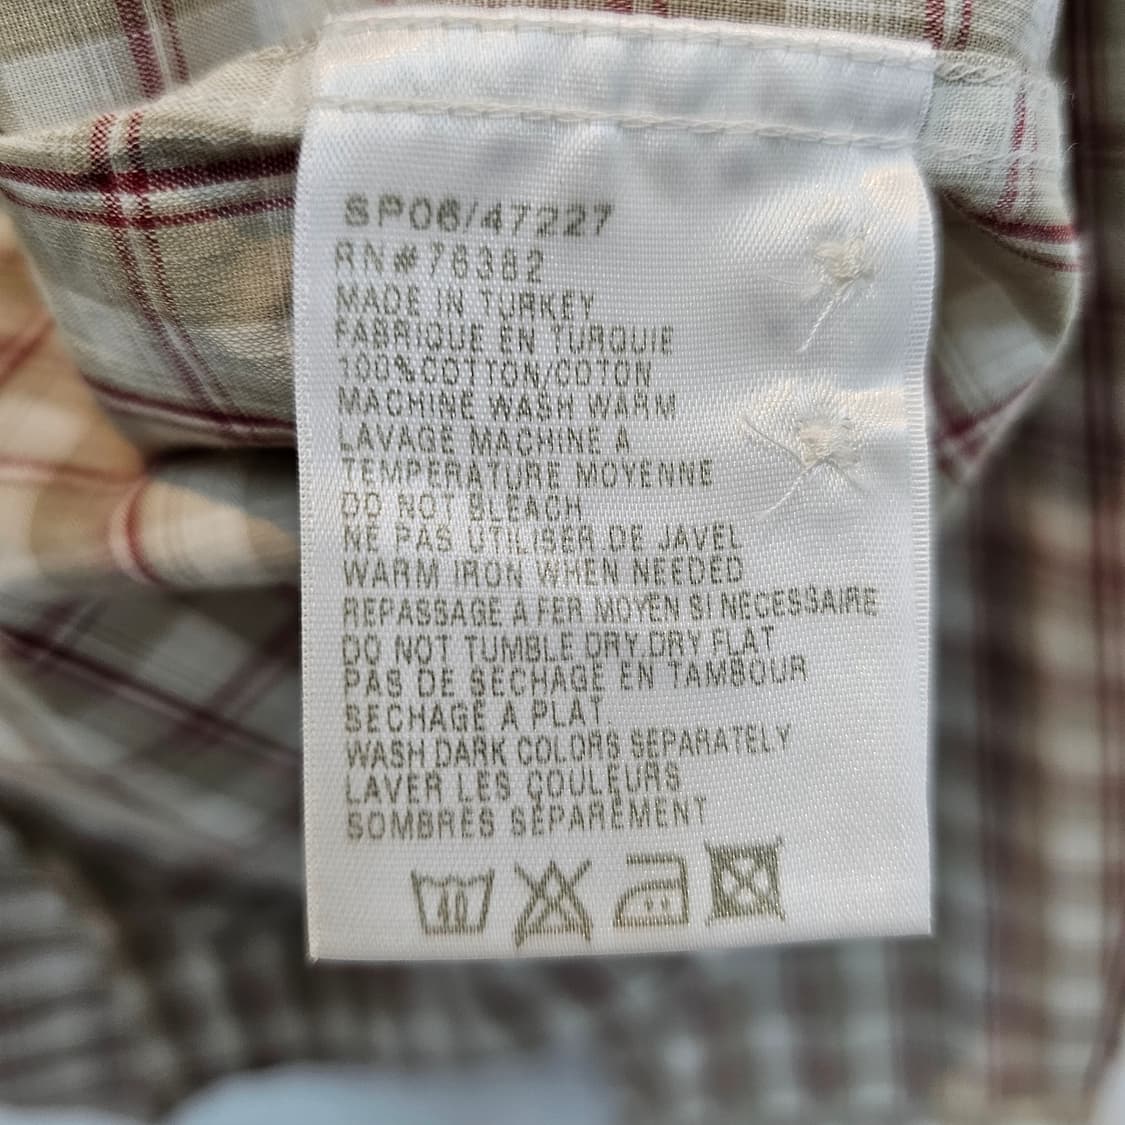 SP06/47227
RN#76382
MADE IN TURKEY
FABRIQUE EN TURQUIE
100%COTTON/COTON
MACHINE WASH WARM
LAVAGE MACHINE A
TEMPERATURE MOYENNE
DO NOT BLEACH
NE PAS UTILISER DE JAVEL
WARM IRON WHEN NEEDED
REPASSAGE A FER MOYEN SI NECESSAIRE
DO NOT TUMBLE DRY.DRY FLAT
PAS DE SECHAGE EN TAMBOUR
SECHAGE A PLAT.
WASH DARK COLORS SEPARATELY
LAVER LES COULEURS
SOMBRES SEPAREMENT
40